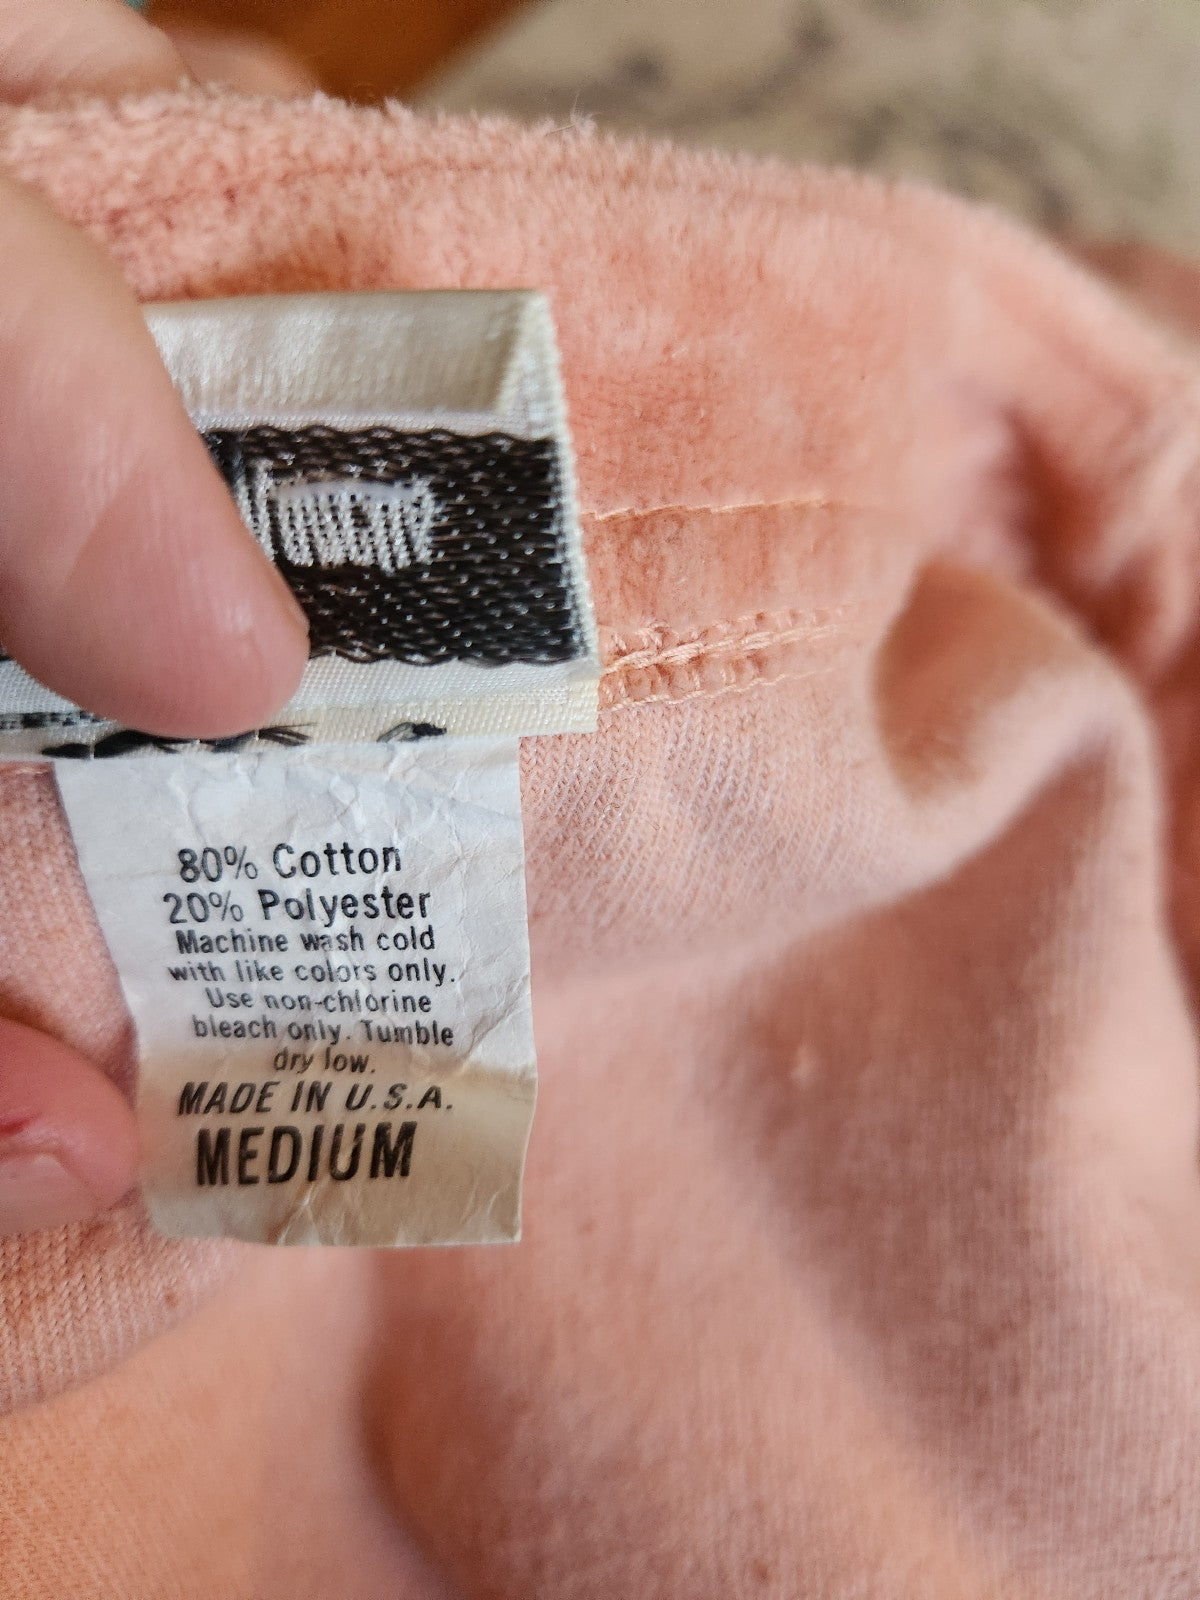 80% Cotton
20% Polyester
Machine wash cold
with like colors only.
Use non-chlorine
bleach only. Tumble
dry low.
MADE IN U.S.A.
MEDIUM